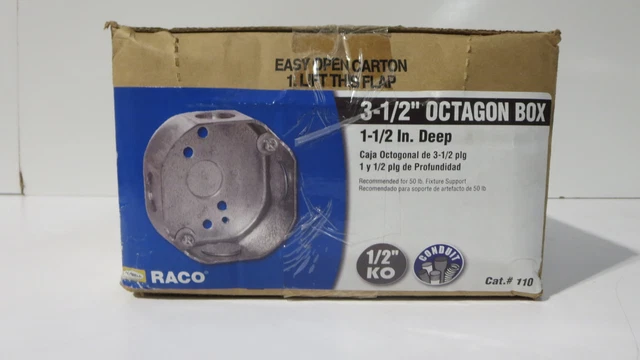 EASY OPEN CARTON
1. LIFT THIS FLAP
3-1/2" OCTAGON BOX
1-1/2 In. Deep
Caja Octogonal de 3-1/2 plg
1 y 1/2 plg de Profundidad
Recommended for 50 lb. Fixture Support
Recomendado para soporte de artefacto de 50 lb
1/2"
KO
CONDUIT
RACO®
Cat.# 110